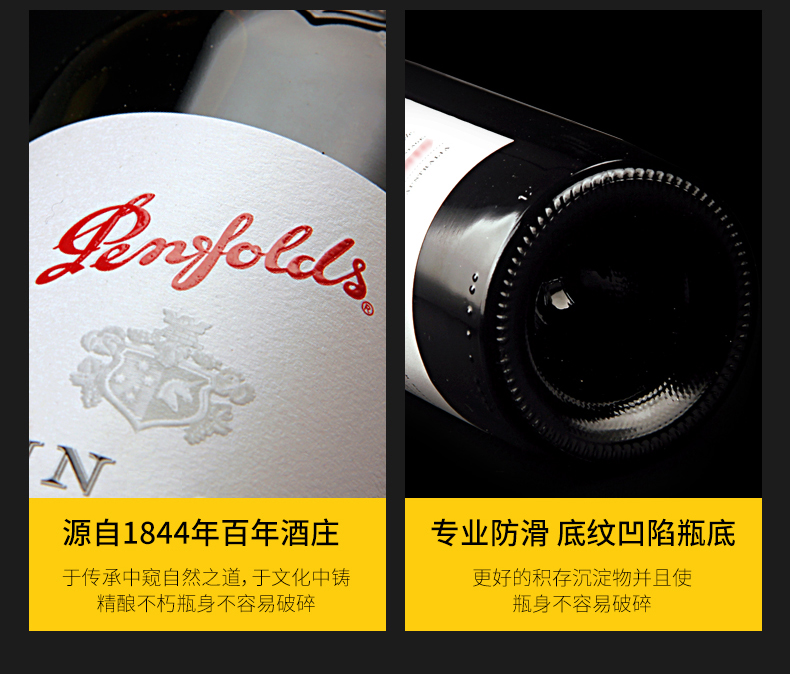 Penfolds®
源自1844年百年酒庄
于传承中窥自然之道,于文化中铸
精酿不朽瓶身不容易破碎
专业防滑 底纹凹陷瓶底
更好的积存沉淀物并且使
瓶身不容易破碎